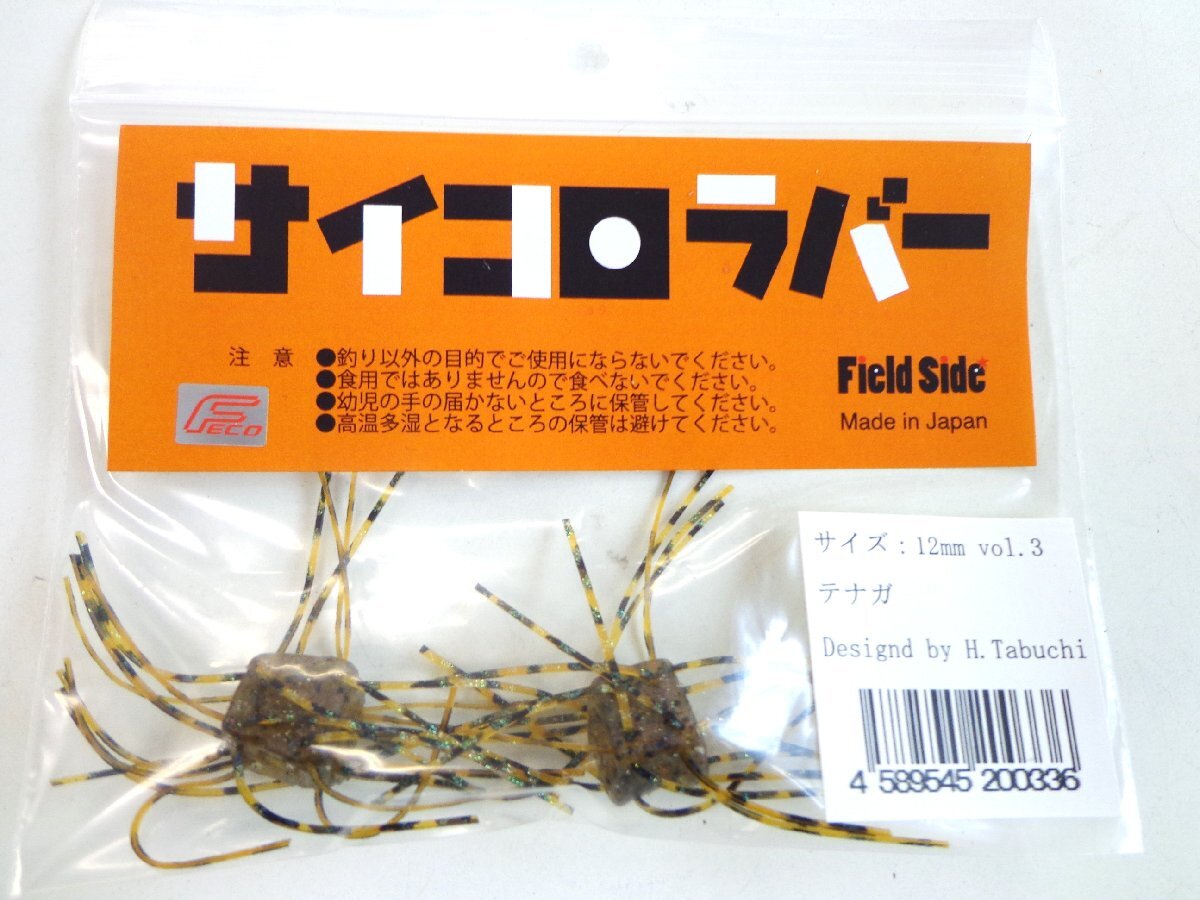 サイコロラバー
注 意 ●釣り以外の目的でご使用にならないでください。
●食用ではありませんので食べないでください。
●幼児の手の届かないところに保管してください。
●高温多湿となるところの保管は避けてください。
FECO
Field Side
Made in Japan
サイズ：12mm vol.3
テナガ
Designd by H.Tabuchi
4 589545 200336